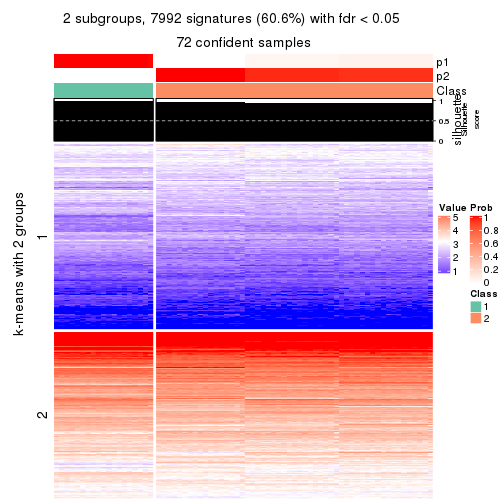 2 subgroups, 7992 signatures (60.6%) with fdr < 0.05
72 confident samples
p1
p2
Class
1
0.5
0
silhouette
Silhouette
score
k-means with 2 groups
1
2
Value
5
4
3
2
1
Prob
1
0.8
0.6
0.4
0.2
0
Class
1
2